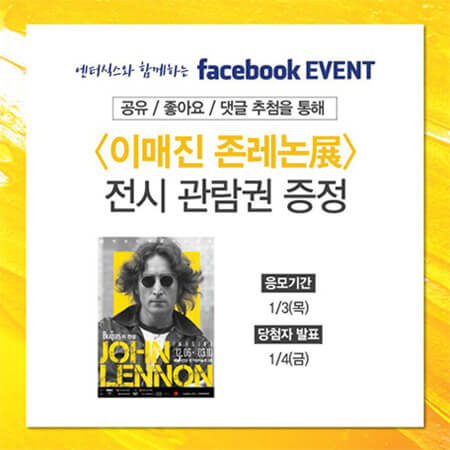 엔터식스와 함께하는 facebook EVENT
공유 / 좋아요 / 댓글 추첨을 통해
〈이매진 존레논展〉
전시 관람권 증정
응모기간
1/3(목)
당첨자 발표
1/4(금)
JOHN
LENNON